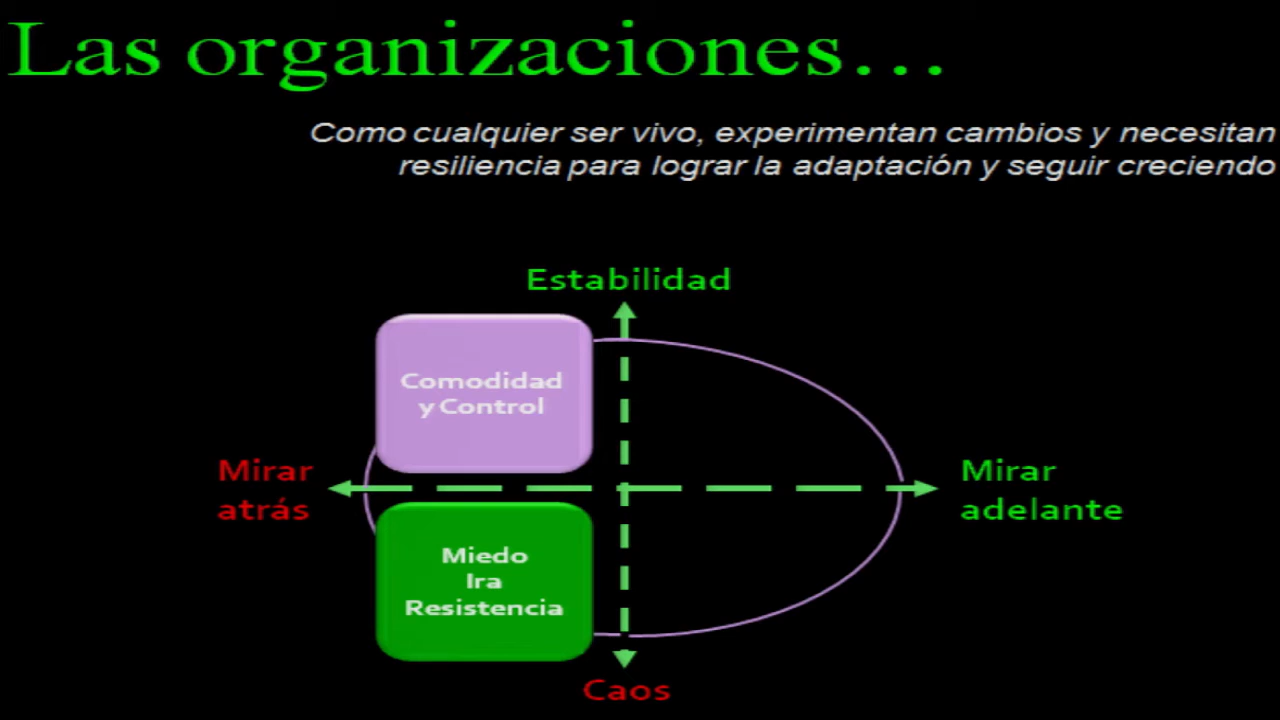 Las organizaciones...
Como cualquier ser vivo, experimentan cambios y necesitan
resiliencia para lograr la adaptación y seguir creciendo
Estabilidad
Comodidad
y Control
Mirar
atrás
Mirar
adelante
Miedo
Ira
Resistencia
Caos